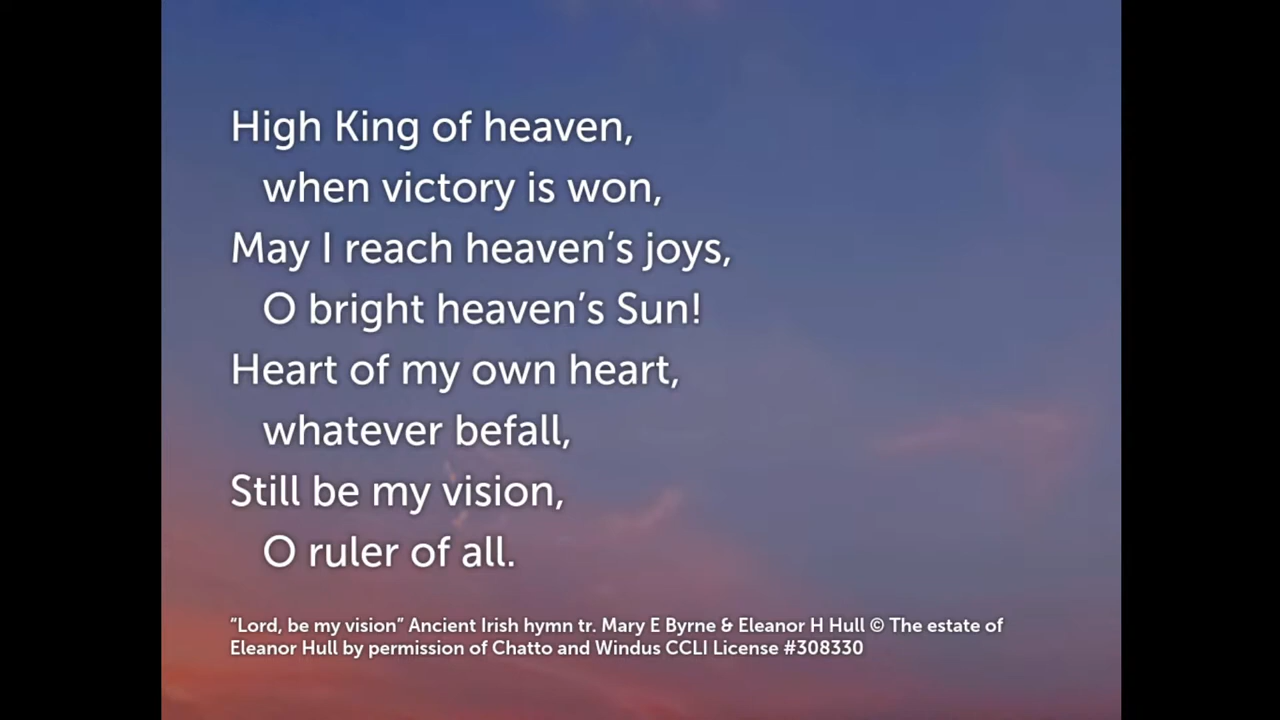 High King of heaven,
when victory is won,
May I reach heaven’s joys,
O bright heaven’s Sun!
Heart of my own heart,
whatever befall,
Still be my vision,
O ruler of all.
“Lord, be my vision” Ancient Irish hymn tr. Mary E Byrne & Eleanor H Hull © The estate of
Eleanor Hull by permission of Chatto and Windus CCLI License #308330